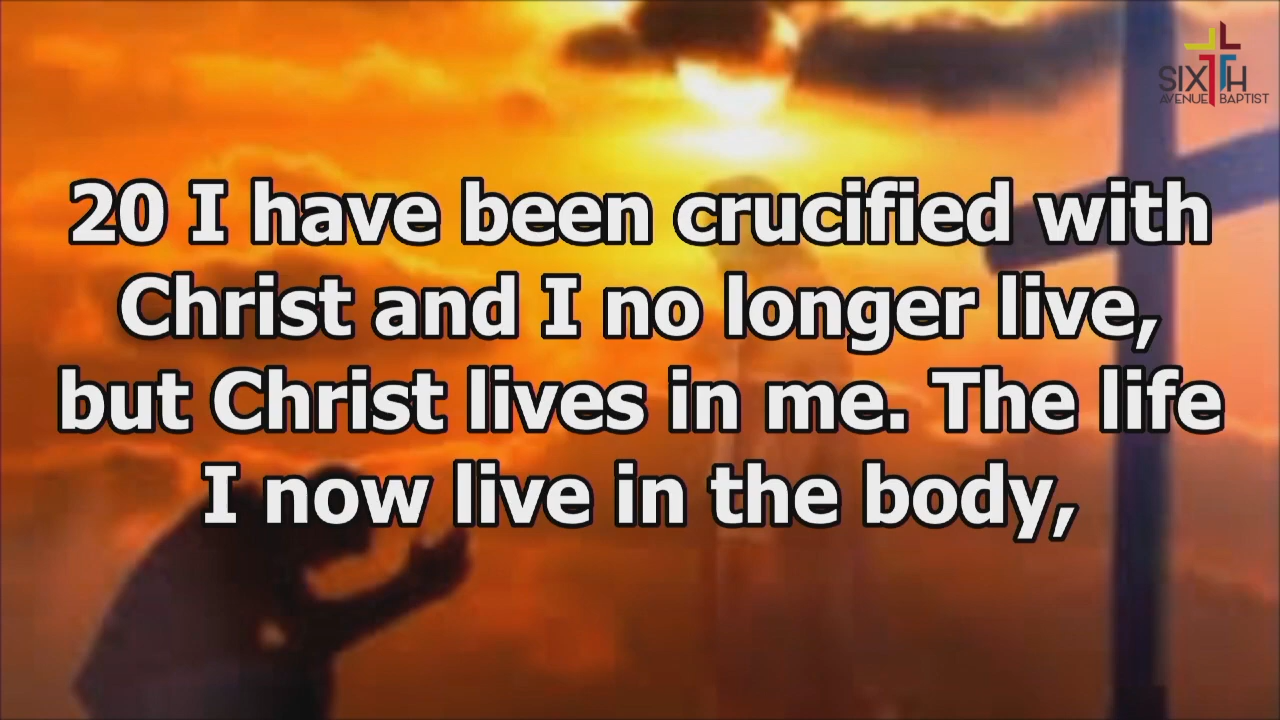 SIXTH
AVENUE BAPTIST
20 I have been crucified with
Christ and I no longer live,
but Christ lives in me. The life
I now live in the body,